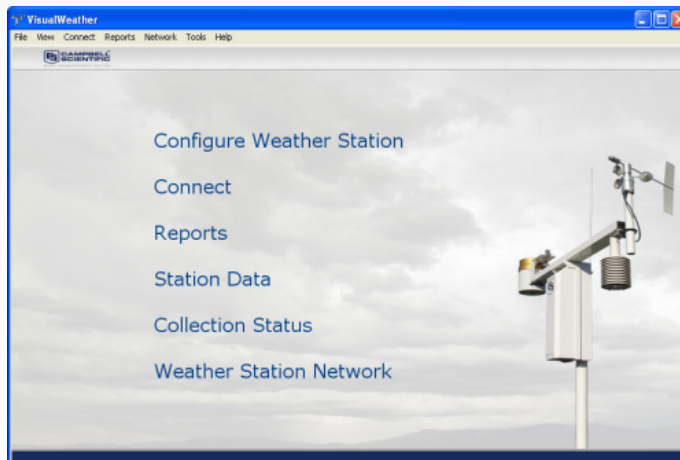 VisualWeather
File View Connect Reports Network Tools Help
CAMPBELL
SCIENTIFIC
Configure Weather Station
Connect
Reports
Station Data
Collection Status
Weather Station Network